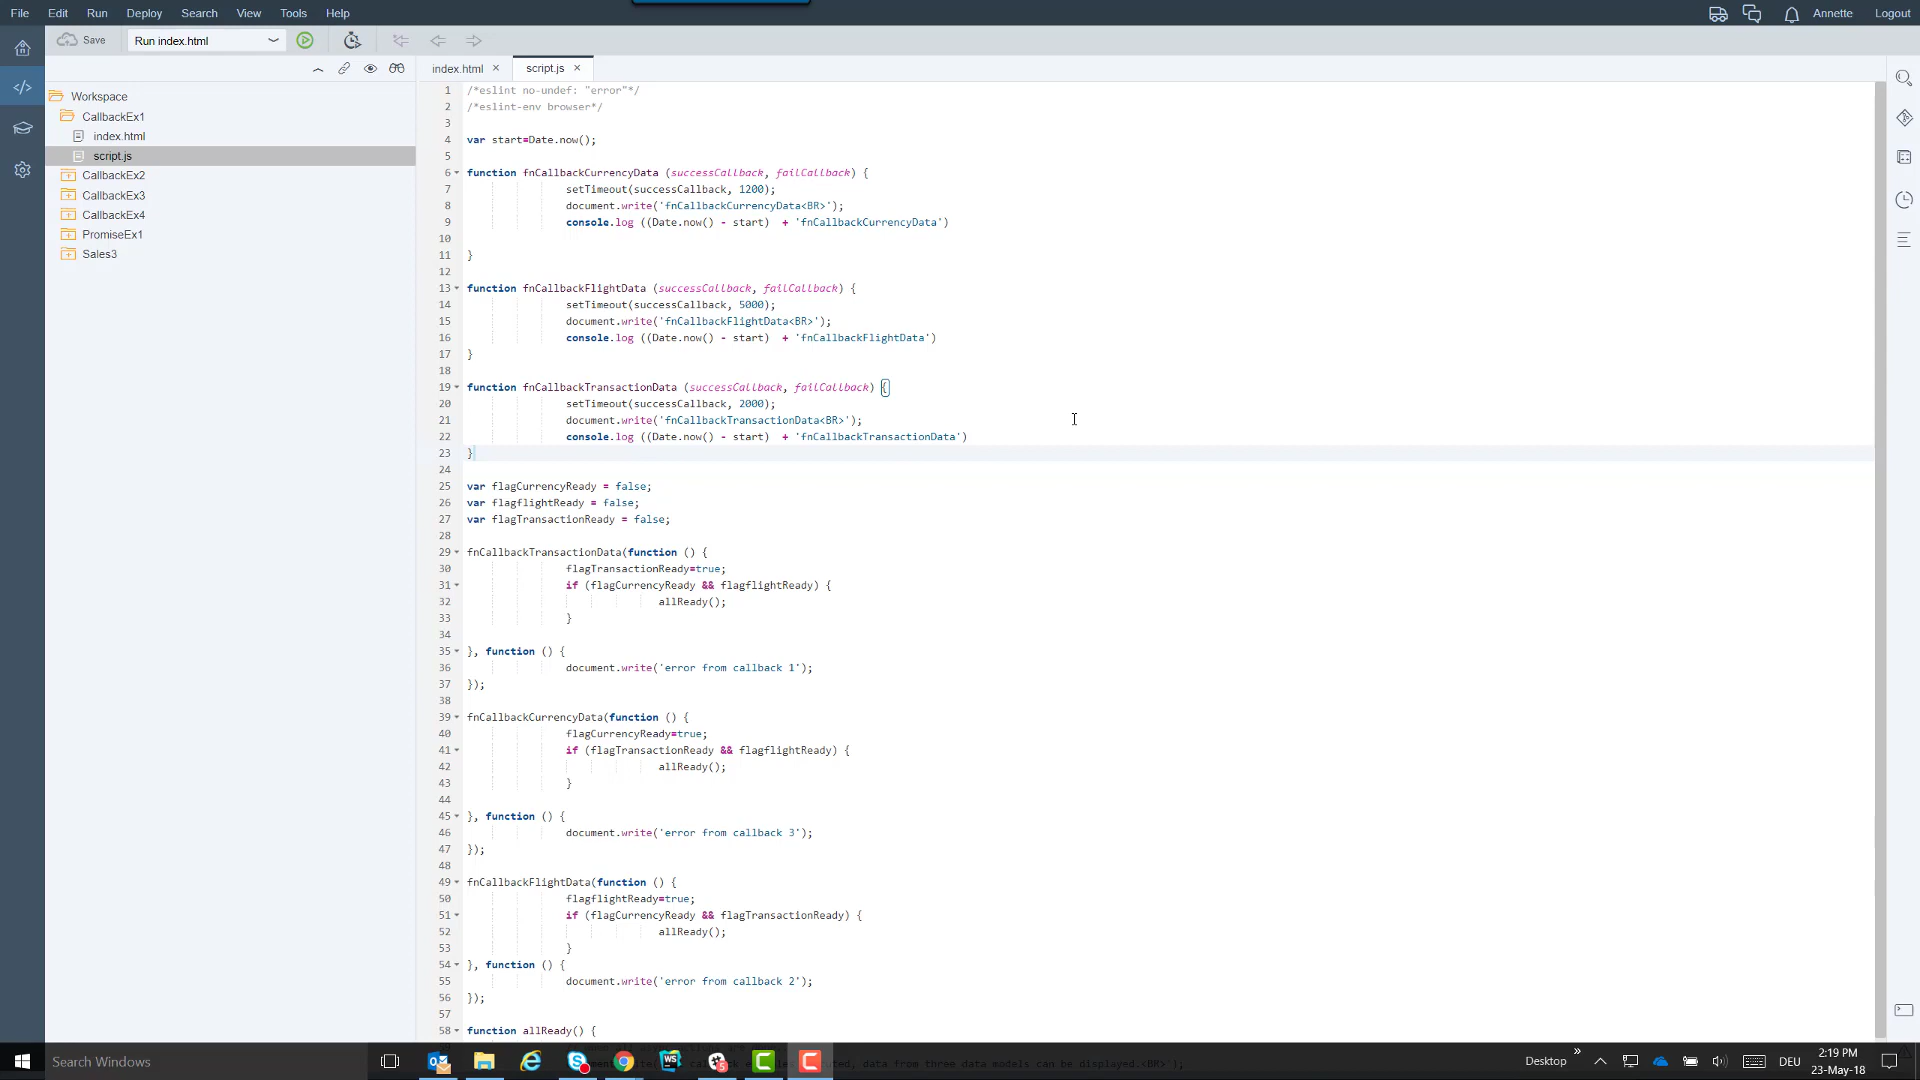 File Edit Run Deploy Search View Tools Help Annette Logout
Save Run index.html
index.html × script.js ×
Workspace
CallbackEx1
index.html
script.js
CallbackEx2
CallbackEx3
CallbackEx4
PromiseEx1
Sales3
1 /*eslint no-undef: "error"*/
2 /*eslint-env browser*/
3
4 var start=Date.now();
5
6 function fnCallbackCurrencyData (successCallback, failCallback) {
7 setTimeout(successCallback, 1200);
8 document.write('fnCallbackCurrencyData<BR>');
9 console.log ((Date.now() - start) + 'fnCallbackCurrencyData')
10
11 }
12
13 function fnCallbackFlightData (successCallback, failCallback) {
14 setTimeout(successCallback, 5000);
15 document.write('fnCallbackFlightData<BR>');
16 console.log ((Date.now() - start) + 'fnCallbackFlightData')
17 }
18
19 function fnCallbackTransactionData (successCallback, failCallback) {
20 setTimeout(successCallback, 2000);
21 document.write('fnCallbackTransactionData<BR>');
22 console.log ((Date.now() - start) + 'fnCallbackTransactionData')
23 }
24
25 var flagCurrencyReady = false;
26 var flagflightReady = false;
27 var flagTransactionReady = false;
28
29 fnCallbackTransactionData(function () {
30 flagTransactionReady=true;
31 if (flagCurrencyReady && flagflightReady) {
32 allReady();
33 }
34
35 }, function () {
36 document.write('error from callback 1');
37 });
38
39 fnCallbackCurrencyData(function () {
40 flagCurrencyReady=true;
41 if (flagTransactionReady && flagflightReady) {
42 allReady();
43 }
44
45 }, function () {
46 document.write('error from callback 3');
47 });
48
49 fnCallbackFlightData(function () {
50 flagflightReady=true;
51 if (flagCurrencyReady && flagTransactionReady) {
52 allReady();
53 }
54 }, function () {
55 document.write('error from callback 2');
56 });
57
58 function allReady() {
data from three data models can be displayed.<BR>');
Search Windows Desktop DEU 2:19 PM
23-May-18